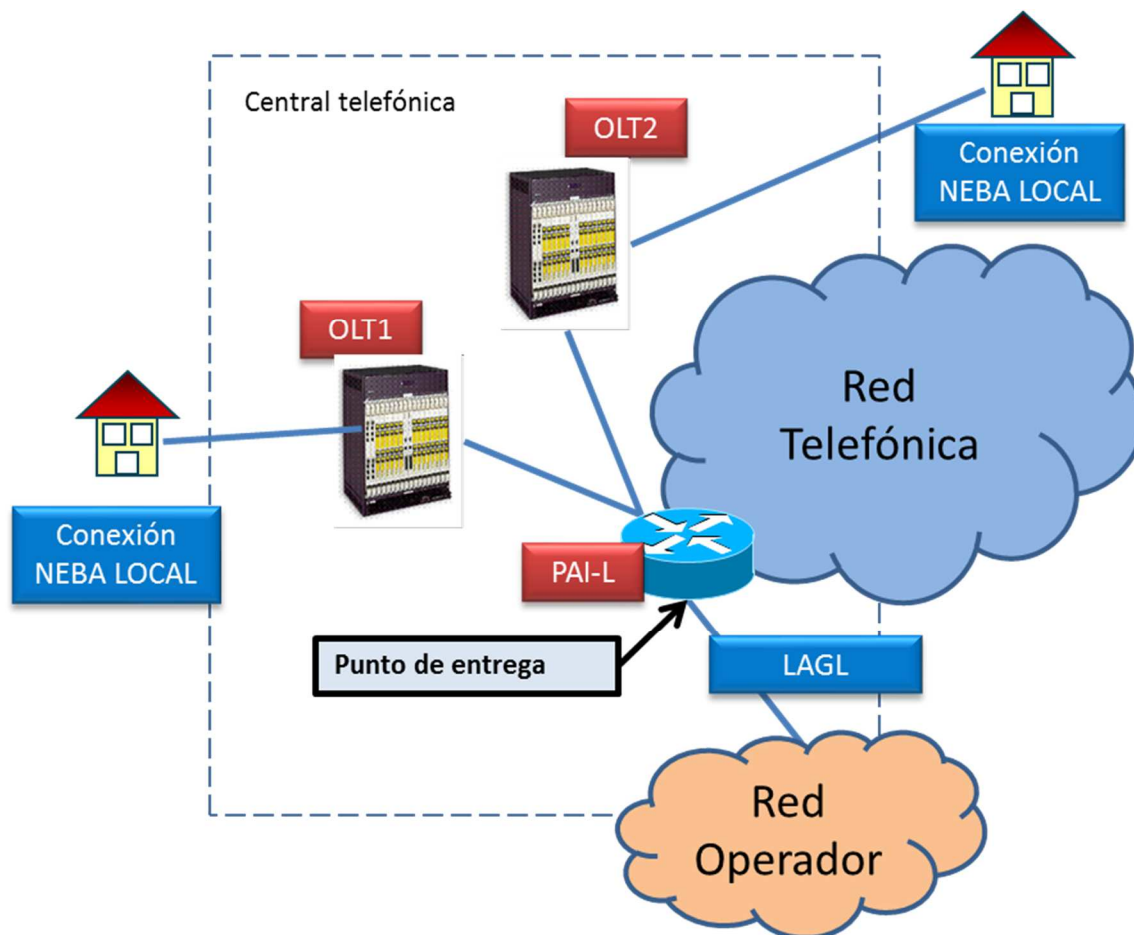 Central telefónica
OLT2
Conexión
NEBA LOCAL
OLT1
Red
Telefónica
Conexión
NEBA LOCAL
PAI-L
Punto de entrega
LAGL
Red
Operador